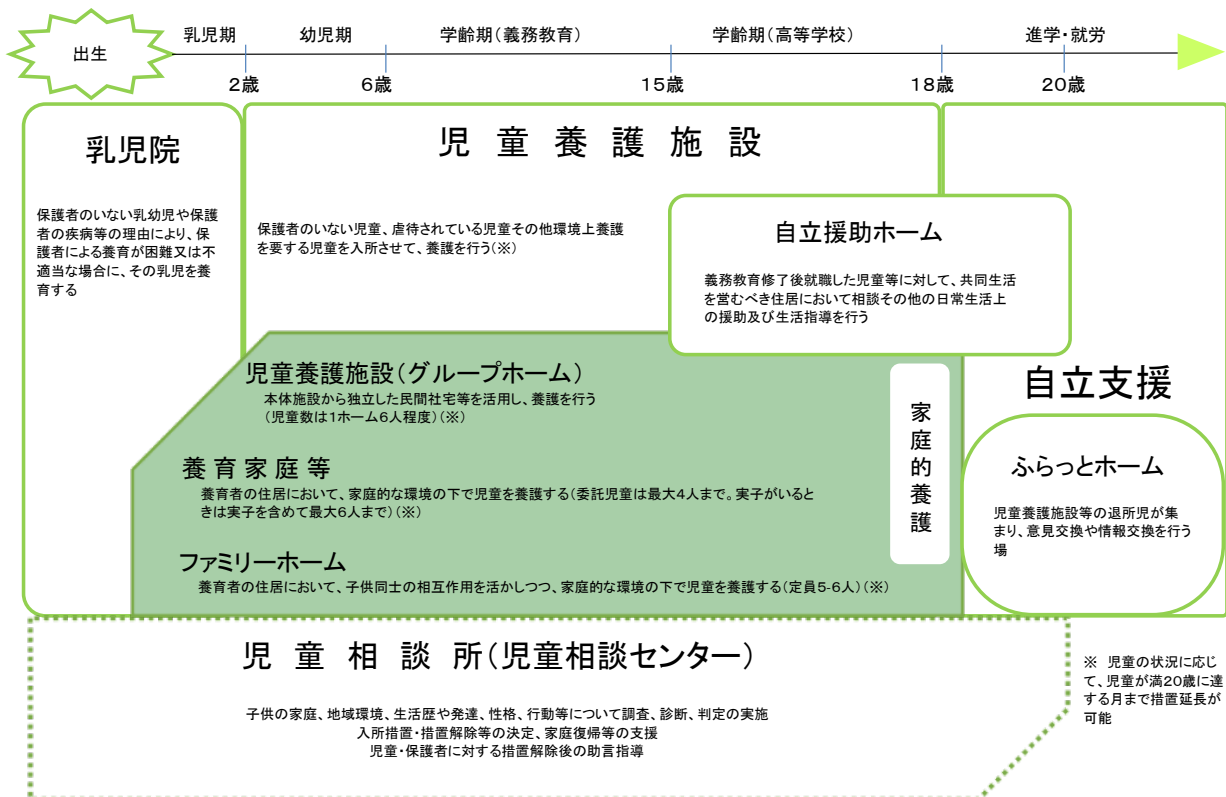 出生
乳児期
幼児期
学齢期(義務教育)
学齢期(高等学校)
進学・就労
2歳
6歳
15歳
18歳
20歳
乳児院
保護者のいない乳幼児や保護
者の疾病等の理由により、保
護者による養育が困難又は不
適当な場合に、その乳児を養
育する
児童養護施設
保護者のいない児童、虐待されている児童その他環境上養護
を要する児童を入所させて、養護を行う(※)
自立援助ホーム
義務教育修了後就職した児童等に対して、共同生活
を営むべき住居において相談その他の日常生活上
の援助及び生活指導を行う
児童養護施設(グループホーム)
本体施設から独立した民間社宅等を活用し、養護を行う
(児童数は1ホーム6人程度)(※)
養育家庭等
養育者の住居において、家庭的な環境の下で児童を養護する(委託児童は最大4人まで。実子がいると
きは実子を含めて最大6人まで)(※)
ファミリーホーム
養育者の住居において、子供同士の相互作用を活かしつつ、家庭的な環境の下で児童を養護する(定員5-6人)(※)
家庭的養護
自立支援
ふらっとホーム
児童養護施設等の退所児が集
まり、意見交換や情報交換を行う
場
児童相談所(児童相談センター)
子供の家庭、地域環境、生活歴や発達、性格、行動等について調査、診断、判定の実施
入所措置・措置解除等の決定、家庭復帰等の支援
児童・保護者に対する措置解除後の助言指導
※ 児童の状況に応じ
て、児童が満20歳に達
する月まで措置延長が
可能